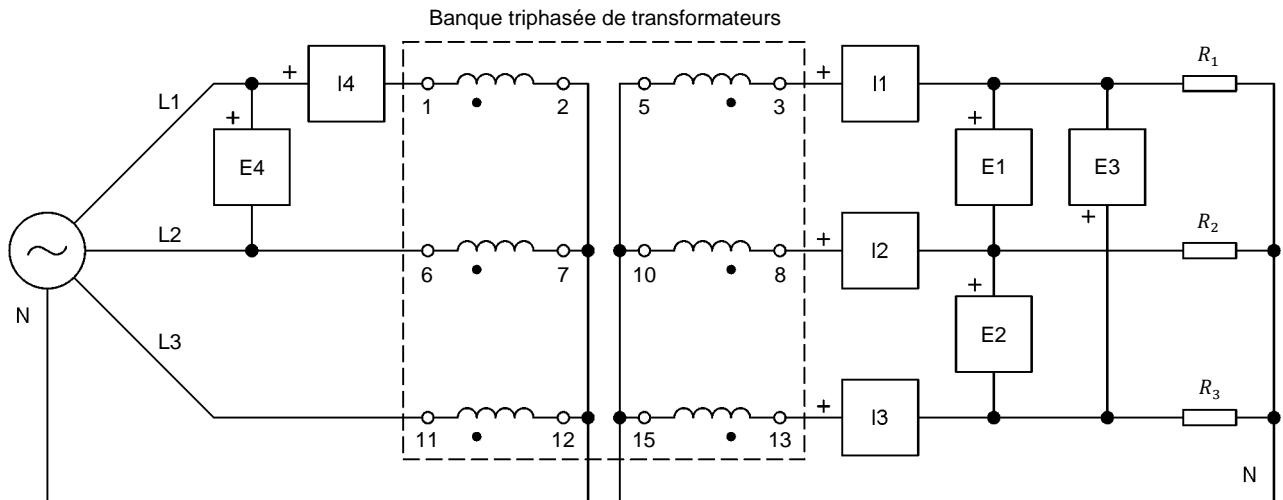 Banque triphasée de transformateurs
L1
+
I4
1
2
5
3
+
I1
R₁
+
E4
+
E1
E3
+
L2
6
7
10
8
+
I2
R₂
N
L3
+
E2
11
12
15
13
+
I3
R₃
N